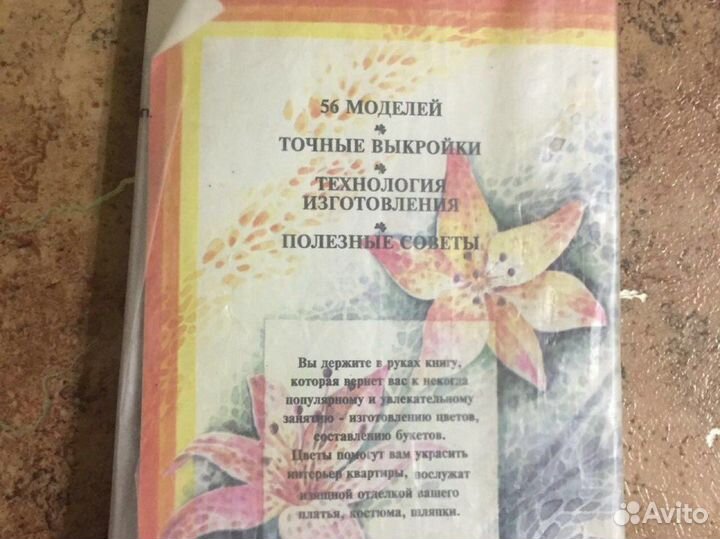 56 МОДЕЛЕЙ
ТОЧНЫЕ ВЫКРОЙКИ
ТЕХНОЛОГИЯ
ИЗГОТОВЛЕНИЯ
ПОЛЕЗНЫЕ СОВЕТЫ
Вы держите в руках книгу,
которая вернет вас к некогда
популярному и увлекательному
занятию - изготовлению цветов,
составлению букетов.
Цветы помогут вам украсить
интерьер квартиры, послужат
изящной отделкой вашего
платья, костюма, шляпки.
Avito